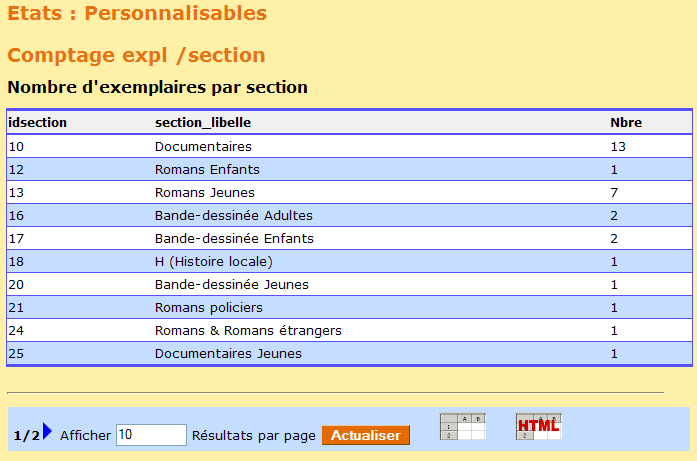 Etats : Personnalisables
Comptage expl /section
Nombre d'exemplaires par section
idsection section_libelle Nbre
10 Documentaires 13
12 Romans Enfants 1
13 Romans Jeunes 7
16 Bande-dessinée Adultes 2
17 Bande-dessinée Enfants 2
18 H (Histoire locale) 1
20 Bande-dessinée Jeunes 1
21 Romans policiers 1
24 Romans & Romans étrangers 1
25 Documentaires Jeunes 1
1/2 Afficher 10 Résultats par page Actualiser A B 1 2 A B HTML 2